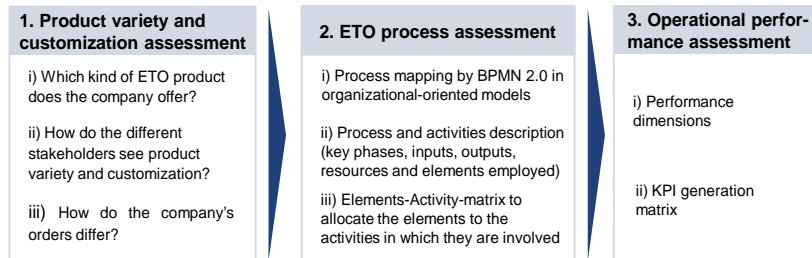 1. Product variety and
customization assessment
i) Which kind of ETO product
does the company offer?
ii) How do the different
stakeholders see product
variety and customization?
iii) How do the company's
orders differ?
2. ETO process assessment
i) Process mapping by BPMN 2.0 in
organizational-oriented models
ii) Process and activities description
(key phases, inputs, outputs,
resources and elements employed)
iii) Elements-Activity-matrix to
allocate the elements to the
activities in which they are involved
3. Operational perfor-
mance assessment
i) Performance
dimensions
ii) KPI generation
matrix